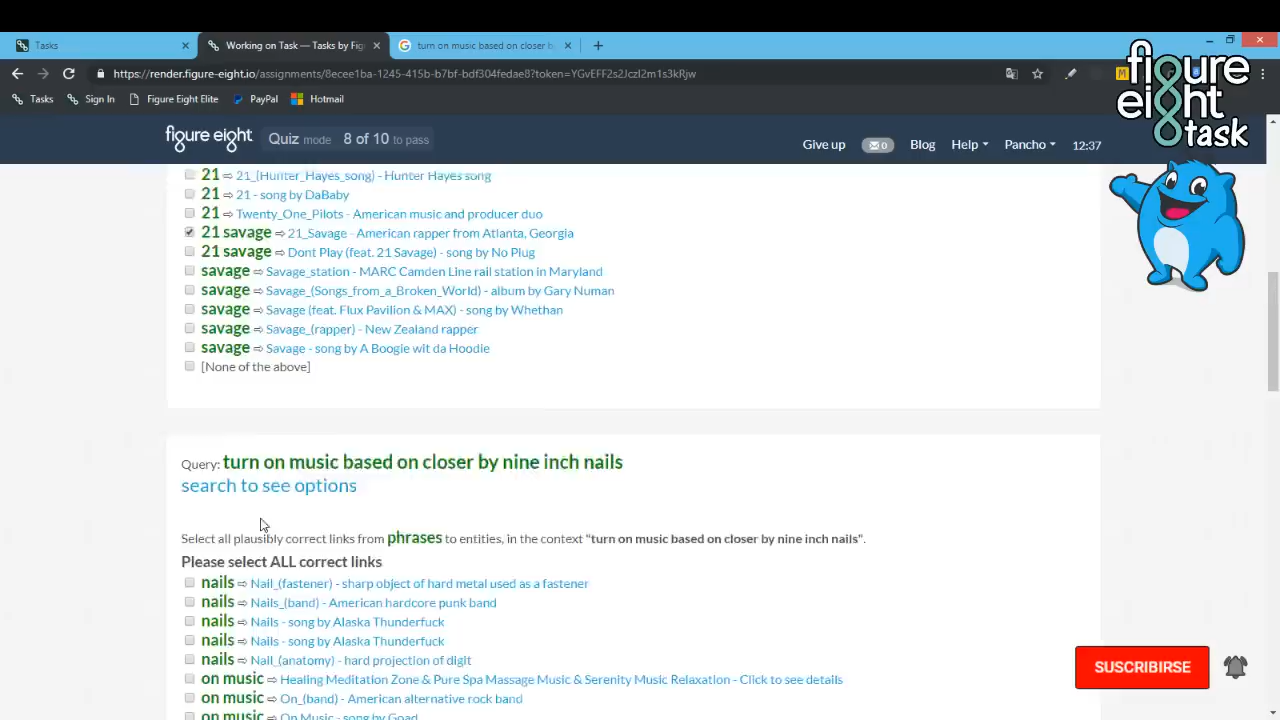 Tasks
Working on Task — Tasks by Fig
turn on music based on closer by
https://render.figure-eight.io/assignments/8ecee1ba-1245-415b-b7bf-bdf304fedae8?token=YGvEFF2s2JczI2m1s3kRjw
Tasks
Sign In
Figure Eight Elite
PayPal
Hotmail
figure eight task
figure eight
Quiz mode
8 of 10 to pass
Give up
0
Blog
Help
Pancho
12:37
21 ⇨ 21_(Hunter_Hayes_song) - Hunter Hayes song
21 ⇨ 21 - song by DaBaby
21 ⇨ Twenty_One_Pilots - American music and producer duo
21 savage ⇨ 21_Savage - American rapper from Atlanta, Georgia
21 savage ⇨ Dont Play (feat. 21 Savage) - song by No Plug
savage ⇨ Savage_station - MARC Camden Line rail station in Maryland
savage ⇨ Savage_(Songs_from_a_Broken_World) - album by Gary Numan
savage ⇨ Savage (feat. Flux Pavilion & MAX) - song by Whethan
savage ⇨ Savage_(rapper) - New Zealand rapper
savage ⇨ Savage - song by A Boogie wit da Hoodie
[None of the above]
Query: turn on music based on closer by nine inch nails
search to see options
Select all plausibly correct links from phrases to entities, in the context "turn on music based on closer by nine inch nails".
Please select ALL correct links
nails ⇨ Nail_(fastener) - sharp object of hard metal used as a fastener
nails ⇨ Nails_(band) - American hardcore punk band
nails ⇨ Nails - song by Alaska Thunderfuck
nails ⇨ Nails - song by Alaska Thunderfuck
nails ⇨ Nail_(anatomy) - hard projection of digit
on music ⇨ Healing Meditation Zone & Pure Spa Massage Music & Serenity Music Relaxation - Click to see details
on music ⇨ On_(band) - American alternative rock band
on music ⇨ On Music - song by Goad
SUSCRIBIRSE